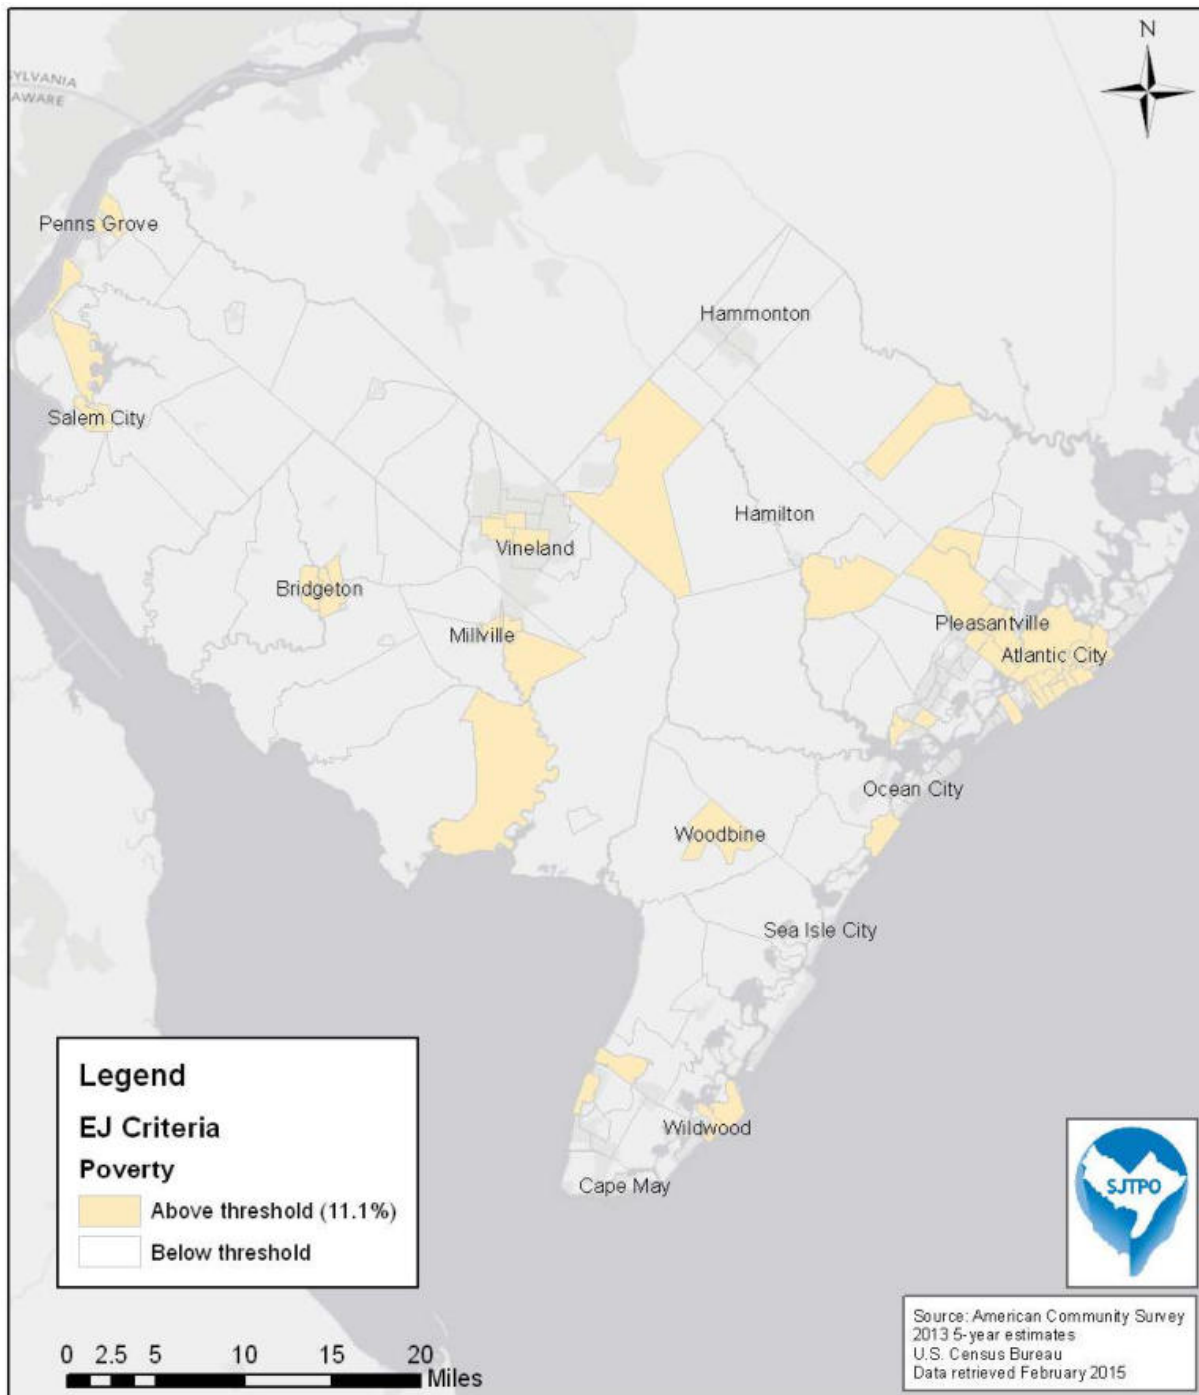 N
SYLVANIA
AWARE
Penns Grove
Hammonton
Salem City
Hamilton
Vineland
Bridgeton
Pleasantville
Millville
Atlantic City
Ocean City
Woodbine
Sea Isle City
Wildwood
Cape May
Legend
EJ Criteria
Poverty
Above threshold (11.1%)
Below threshold
SJTPO
Source: American Community Survey
2013 5-year estimates
U.S. Census Bureau
Data retrieved February 2015
0 2.5 5 10 15 20
Miles